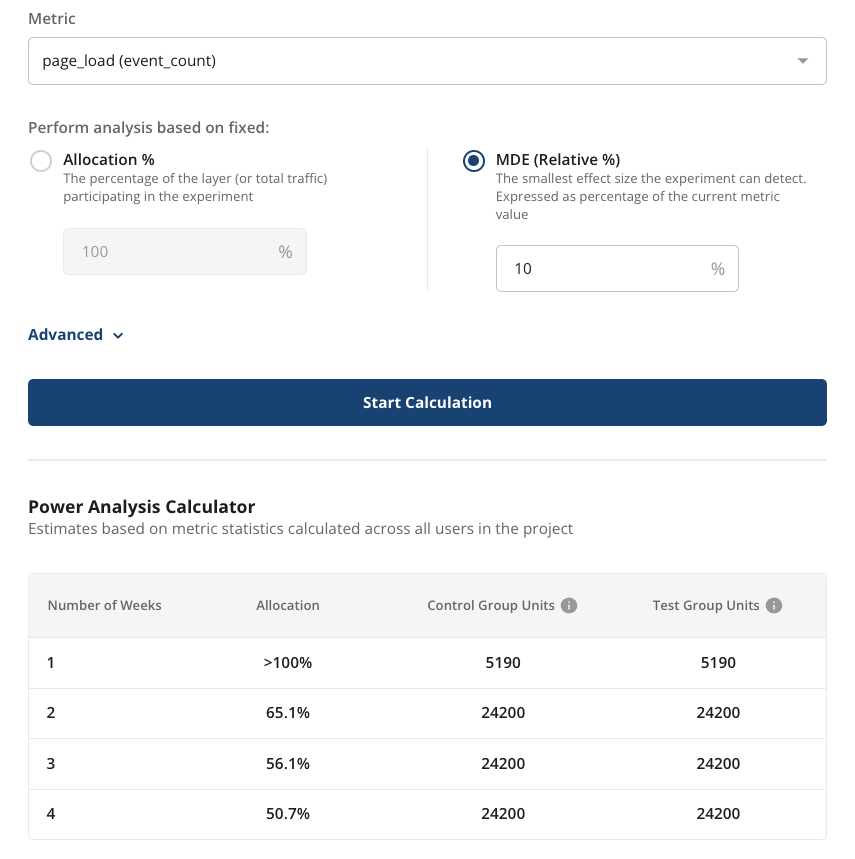 Metric
page_load (event_count)
Perform analysis based on fixed:
Allocation %
The percentage of the layer (or total traffic)
participating in the experiment
100 %
MDE (Relative %)
The smallest effect size the experiment can detect.
Expressed as percentage of the current metric
value
10 %
Advanced
Start Calculation
Power Analysis Calculator
Estimates based on metric statistics calculated across all users in the project
Number of Weeks Allocation Control Group Units i Test Group Units i
1 >100% 5190 5190
2 65.1% 24200 24200
3 56.1% 24200 24200
4 50.7% 24200 24200